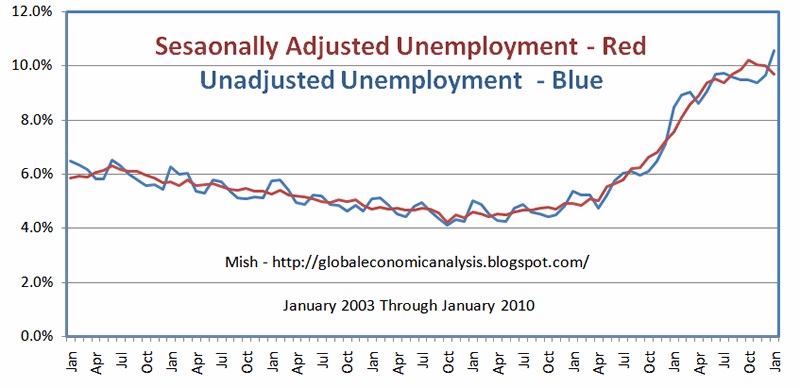 12.0%
Sesaonally Adjusted Unemployment - Red
10.0%
Unadjusted Unemployment - Blue
8.0%
6.0%
4.0%
Mish - http://globaleconomicanalysis.blogspot.com/
2.0%
January 2003 Through January 2010
0.0%
Jan Apr Jul Oct Jan Apr Jul Oct Jan Apr Jul Oct Jan Apr Jul Oct Jan Apr Jul Oct Jan Apr Jul Oct Jan Apr Jul Oct Jan